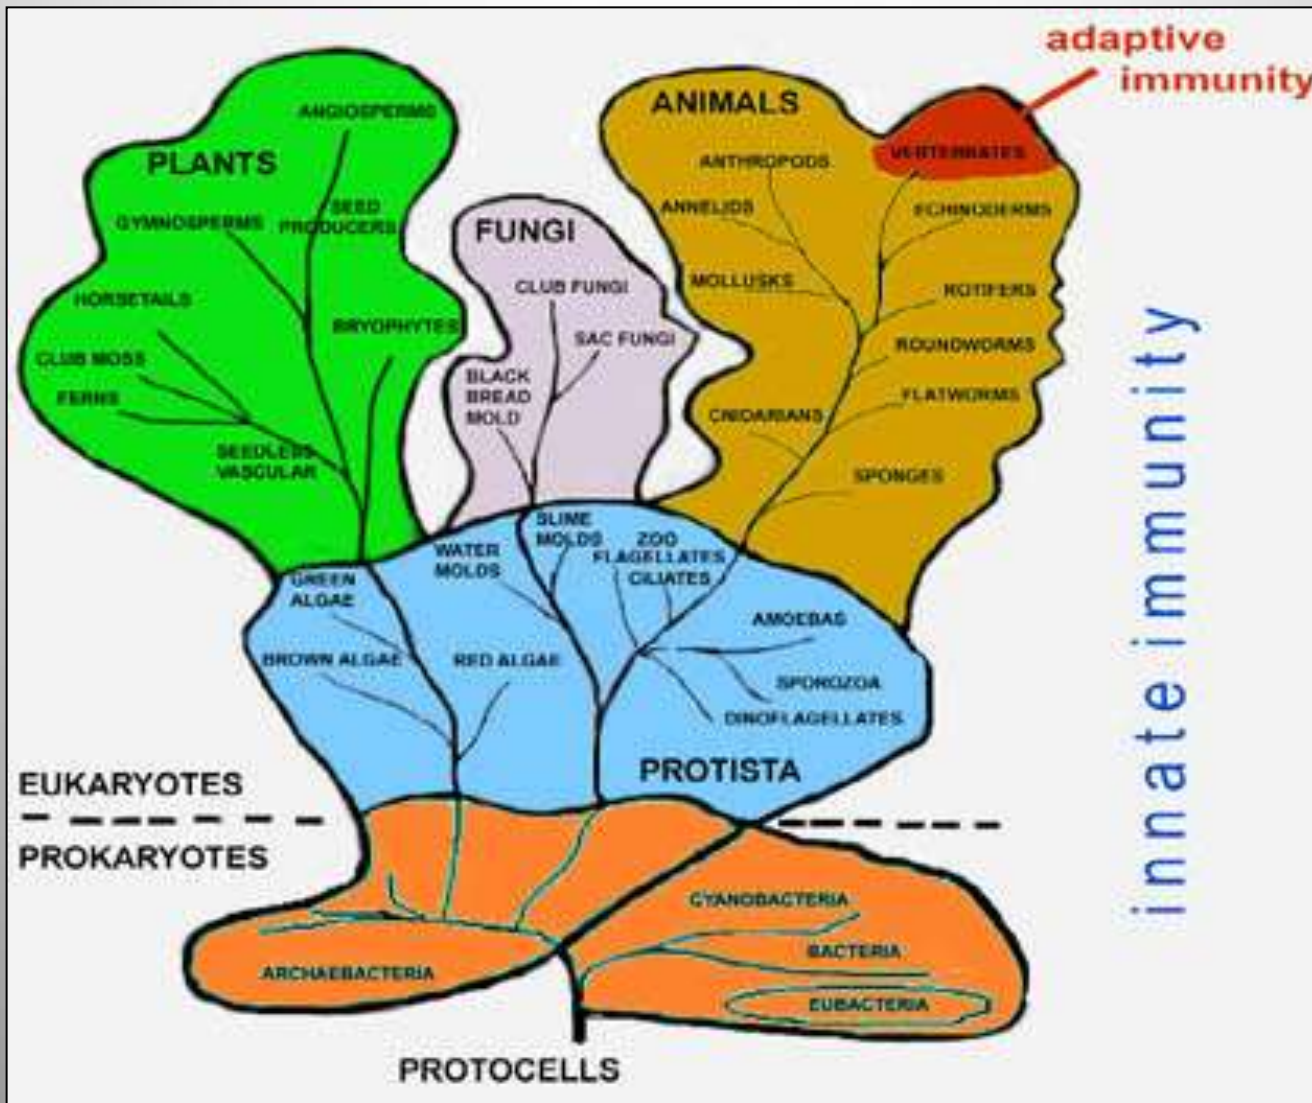 adaptive
immunity
ANIMALS
VERTEBRATES
ANTHROPODS
ANNELIDS
ECHINODERMS
MOLLUSKS
ROTIFERS
ROUNDWORMS
FLATWORMS
CNIDARIANS
SPONGES
PLANTS
ANGIOSPERMS
SEED
PRODUCERS
GYMNOSPERMS
HORSETAILS
BRYOPHYTES
CLUB MOSS
FERNS
SEEDLESS
VASCULAR
FUNGI
CLUB FUNGI
SAC FUNGI
BLACK
BREAD
MOLD
SLIME
MOLDS
WATER
MOLDS
ZOO
FLAGELLATES
CILIATES
GREEN
ALGAE
AMOEBAS
BROWN ALGAE
RED ALGAE
SPOROZOA
DINOFLAGELLATES
PROTISTA
EUKARYOTES
PROKARYOTES
CYANOBACTERIA
BACTERIA
ARCHAEBACTERIA
EUBACTERIA
PROTOCELLS
innate immunity